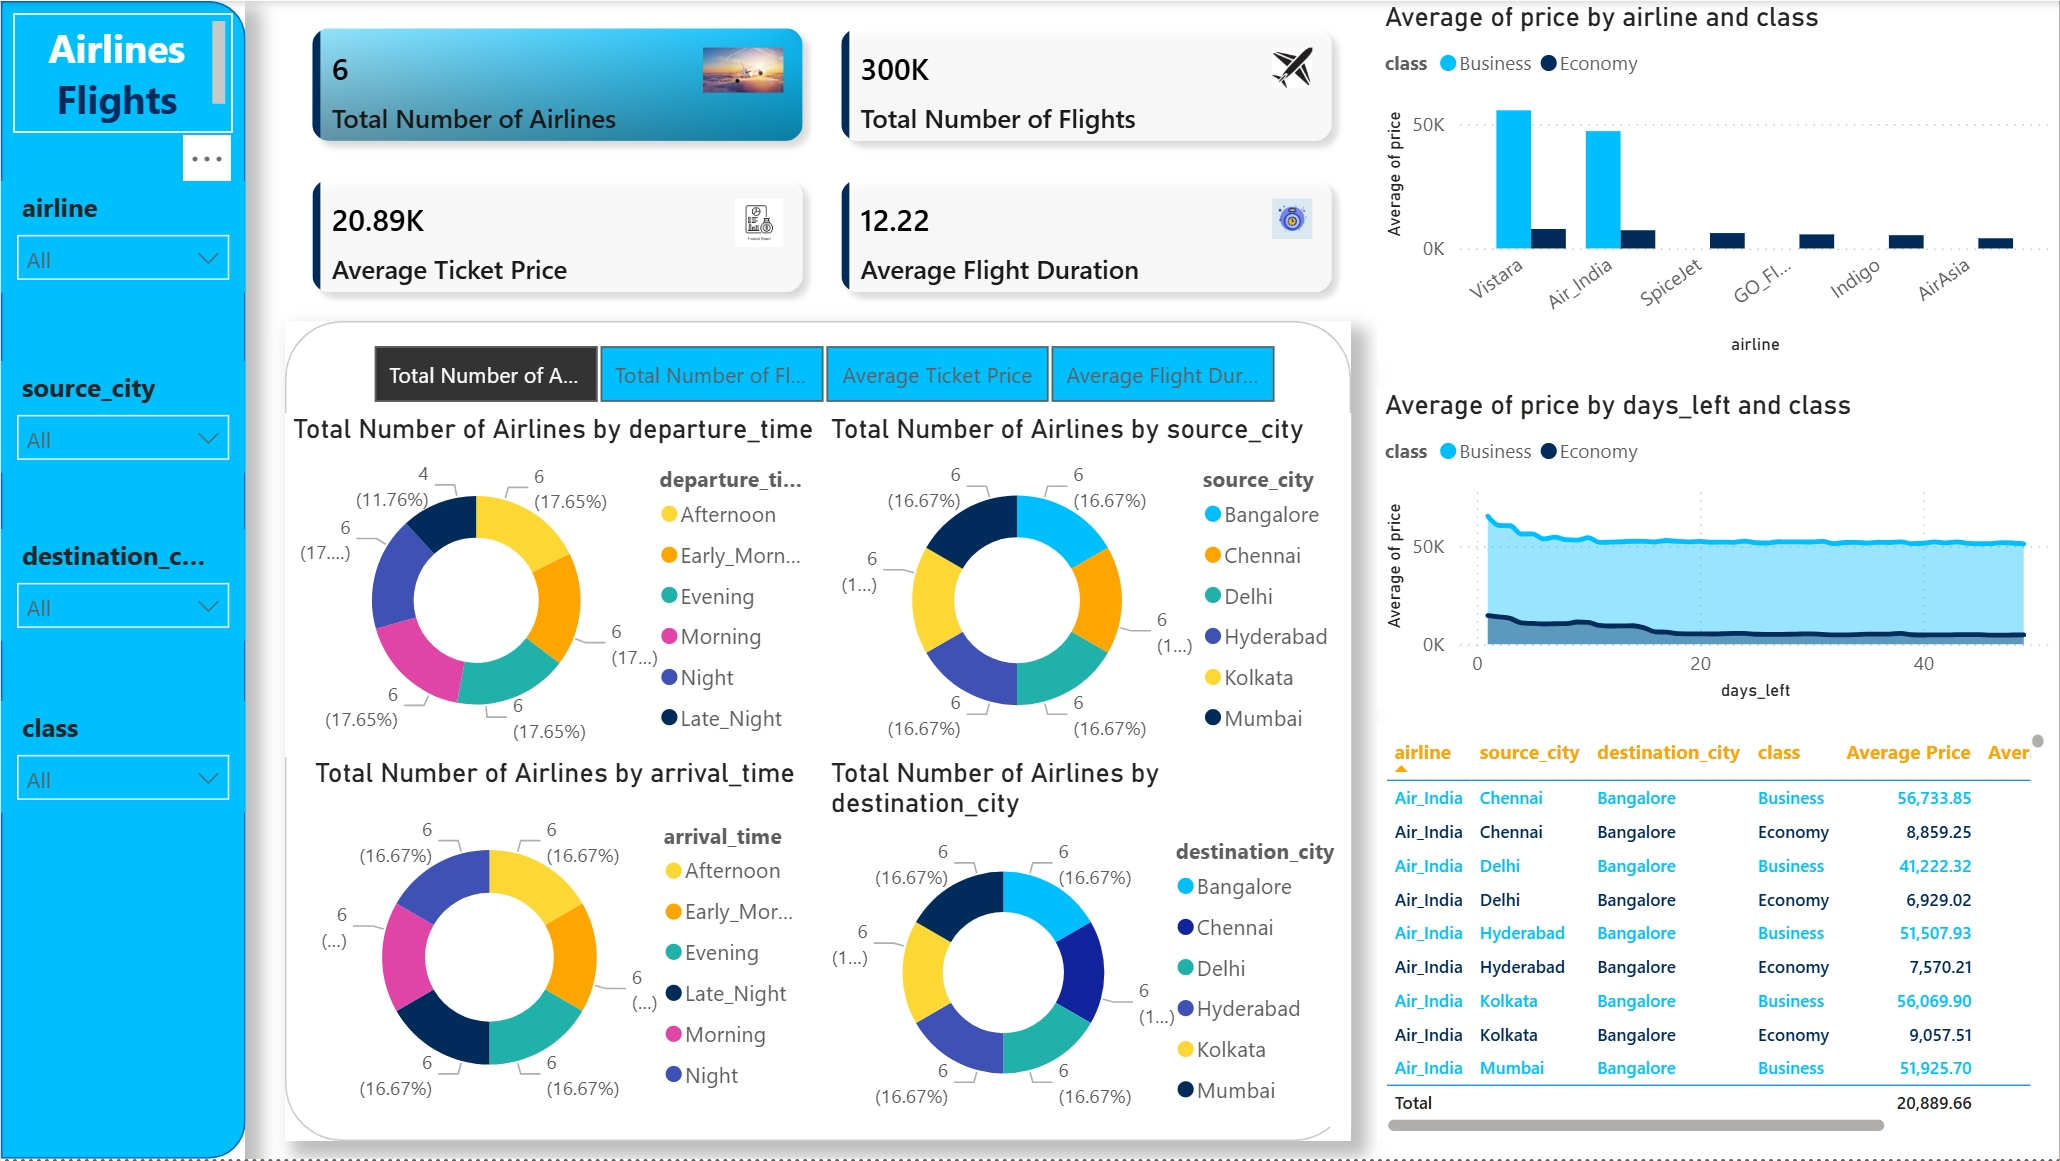 Airlines
Flights
...
airline
All
source_city
All
destination_c...
All
class
All
6
Total Number of Airlines
300K
Total Number of Flights
20.89K
Average Ticket Price
12.22
Average Flight Duration
Total Number of A...
Total Number of Fl...
Average Ticket Price
Average Flight Dur...
Total Number of Airlines by departure_time
4
(11.76%)
6
(17.65%)
6
(17....)
6
(17...)
6
(17.65%)
6
(17.65%)
departure_ti...
Afternoon
Early_Morn...
Evening
Morning
Night
Late_Night
Total Number of Airlines by source_city
6
(16.67%)
6
(16.67%)
6
(1...)
6
(1...)
6
(16.67%)
6
(16.67%)
source_city
Bangalore
Chennai
Delhi
Hyderabad
Kolkata
Mumbai
Total Number of Airlines by arrival_time
6
(16.67%)
6
(16.67%)
6
(...)
6
(...)
6
(16.67%)
6
(16.67%)
arrival_time
Afternoon
Early_Mor...
Evening
Late_Night
Morning
Night
Total Number of Airlines by
destination_city
6
(16.67%)
6
(16.67%)
6
(1...)
6
(1...)
6
(16.67%)
6
(16.67%)
destination_city
Bangalore
Chennai
Delhi
Hyderabad
Kolkata
Mumbai
Average of price by airline and class
class Business Economy
Average of price
50K
0K
Vistara
Air_India
SpiceJet
GO_Fl...
Indigo
AirAsia
airline
Average of price by days_left and class
class Business Economy
Average of price
50K
0K
0 20 40
days_left
airline source_city destination_city class Average Price Aver
Air_India Chennai Bangalore Business 56,733.85
Air_India Chennai Bangalore Economy 8,859.25
Air_India Delhi Bangalore Business 41,222.32
Air_India Delhi Bangalore Economy 6,929.02
Air_India Hyderabad Bangalore Business 51,507.93
Air_India Hyderabad Bangalore Economy 7,570.21
Air_India Kolkata Bangalore Business 56,069.90
Air_India Kolkata Bangalore Economy 9,057.51
Air_India Mumbai Bangalore Business 51,925.70
Total 20,889.66